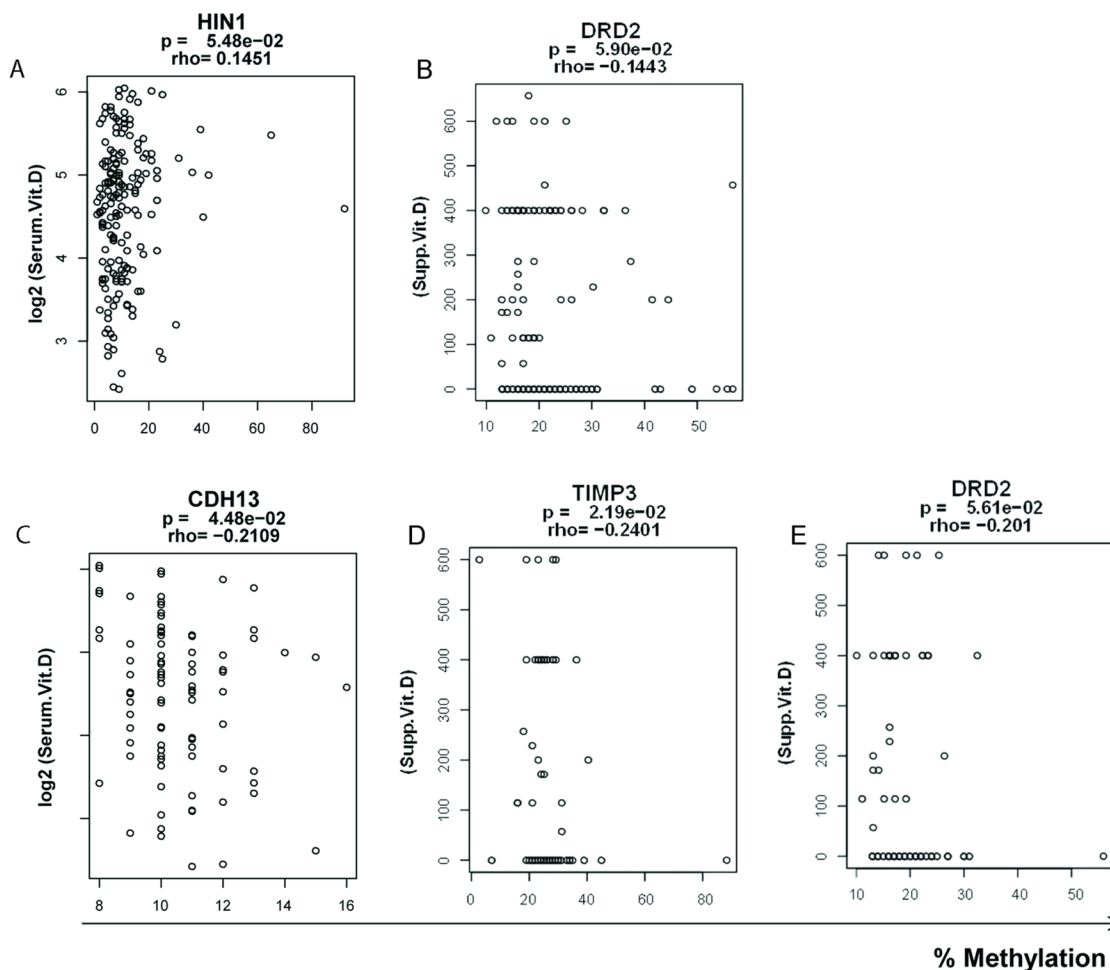 A
HIN1
p = 5.48e−02
rho= 0.1451
log2 (Serum.Vit.D)
6
5
4
3
0 20 40 60 80
B
DRD2
p = 5.90e−02
rho= −0.1443
(Supp.Vit.D)
600
500
400
300
200
100
0
10 20 30 40 50
C
CDH13
p = 4.48e−02
rho= −0.2109
log2 (Serum.Vit.D)
8 10 12 14 16
D
TIMP3
p = 2.19e−02
rho= −0.2401
(Supp.Vit.D)
600
500
400
300
200
100
0
0 20 40 60 80
E
DRD2
p = 5.61e−02
rho= −0.201
(Supp.Vit.D)
600
500
400
300
200
100
0
10 20 30 40 50
% Methylation